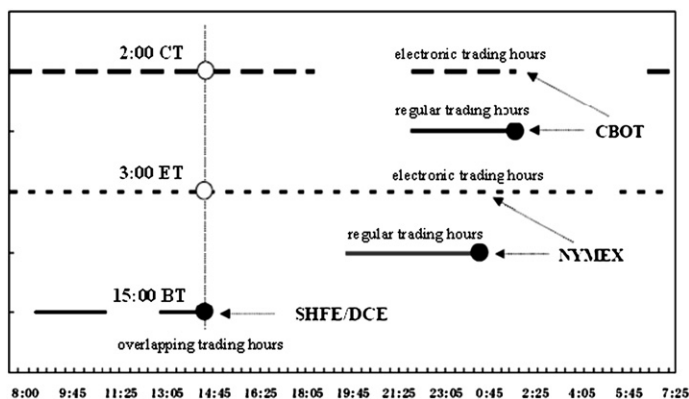 2:00 CT
electronic trading hours
regular trading hours
CBOT
3:00 ET
electronic trading hours
regular trading hours
NYMEX
15:00 BT
SHFE/DCE
overlapping trading hours
8:00 9:45 11:25 13:05 14:45 16:25 18:05 19:45 21:25 23:05 0:45 2:25 4:05 5:45 7:25